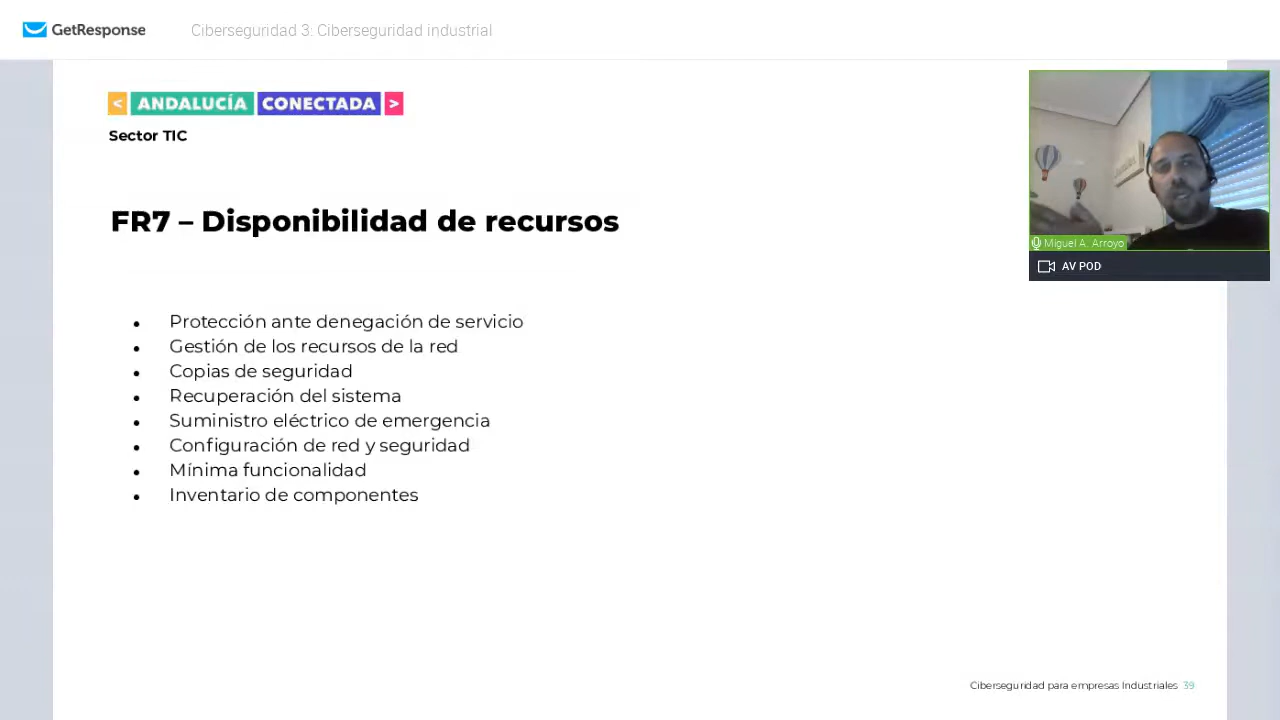 GetResponse
Ciberseguridad 3: Ciberseguridad industrial
< ANDALUCÍA CONECTADA >
Sector TIC
FR7 – Disponibilidad de recursos
• Protección ante denegación de servicio
• Gestión de los recursos de la red
• Copias de seguridad
• Recuperación del sistema
• Suministro eléctrico de emergencia
• Configuración de red y seguridad
• Mínima funcionalidad
• Inventario de componentes
Miguel A. Arroyo
AV POD
Ciberseguridad para empresas Industriales 39